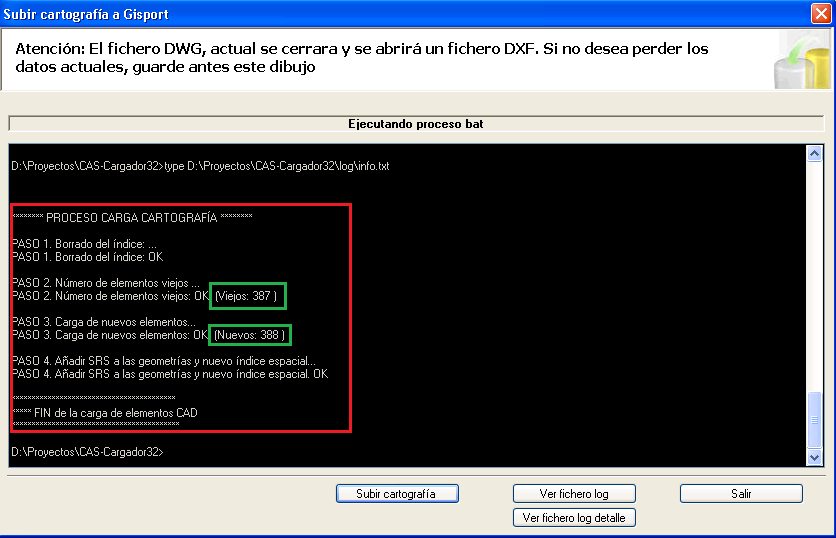 Subir cartografía a Gisport
Atención: El fichero DWG, actual se cerrara y se abrirá un fichero DXF. Si no desea perder los
datos actuales, guarde antes este dibujo
Ejecutando proceso bat
D:\Proyectos\CAS-Cargador32>type D:\Proyectos\CAS-Cargador32\log\info.txt
******** PROCESO CARGA CARTOGRAFÍA ********
PASO 1. Borrado del índice: ...
PASO 1. Borrado del índice: OK
PASO 2. Número de elementos viejos ...
PASO 2. Número de elementos viejos: OK (Viejos: 387 )
PASO 3. Carga de nuevos elementos...
PASO 3. Carga de nuevos elementos: OK (Nuevos: 388 )
PASO 4. Añadir SRS a las geometrías y nuevo índice espacial...
PASO 4. Añadir SRS a las geometrías y nuevo índice espacial. OK
****************************************
***** FIN de la carga de elementos CAD
*****************************************
D:\Proyectos\CAS-Cargador32>
Subir cartografía
Ver fichero log
Salir
Ver fichero log detalle